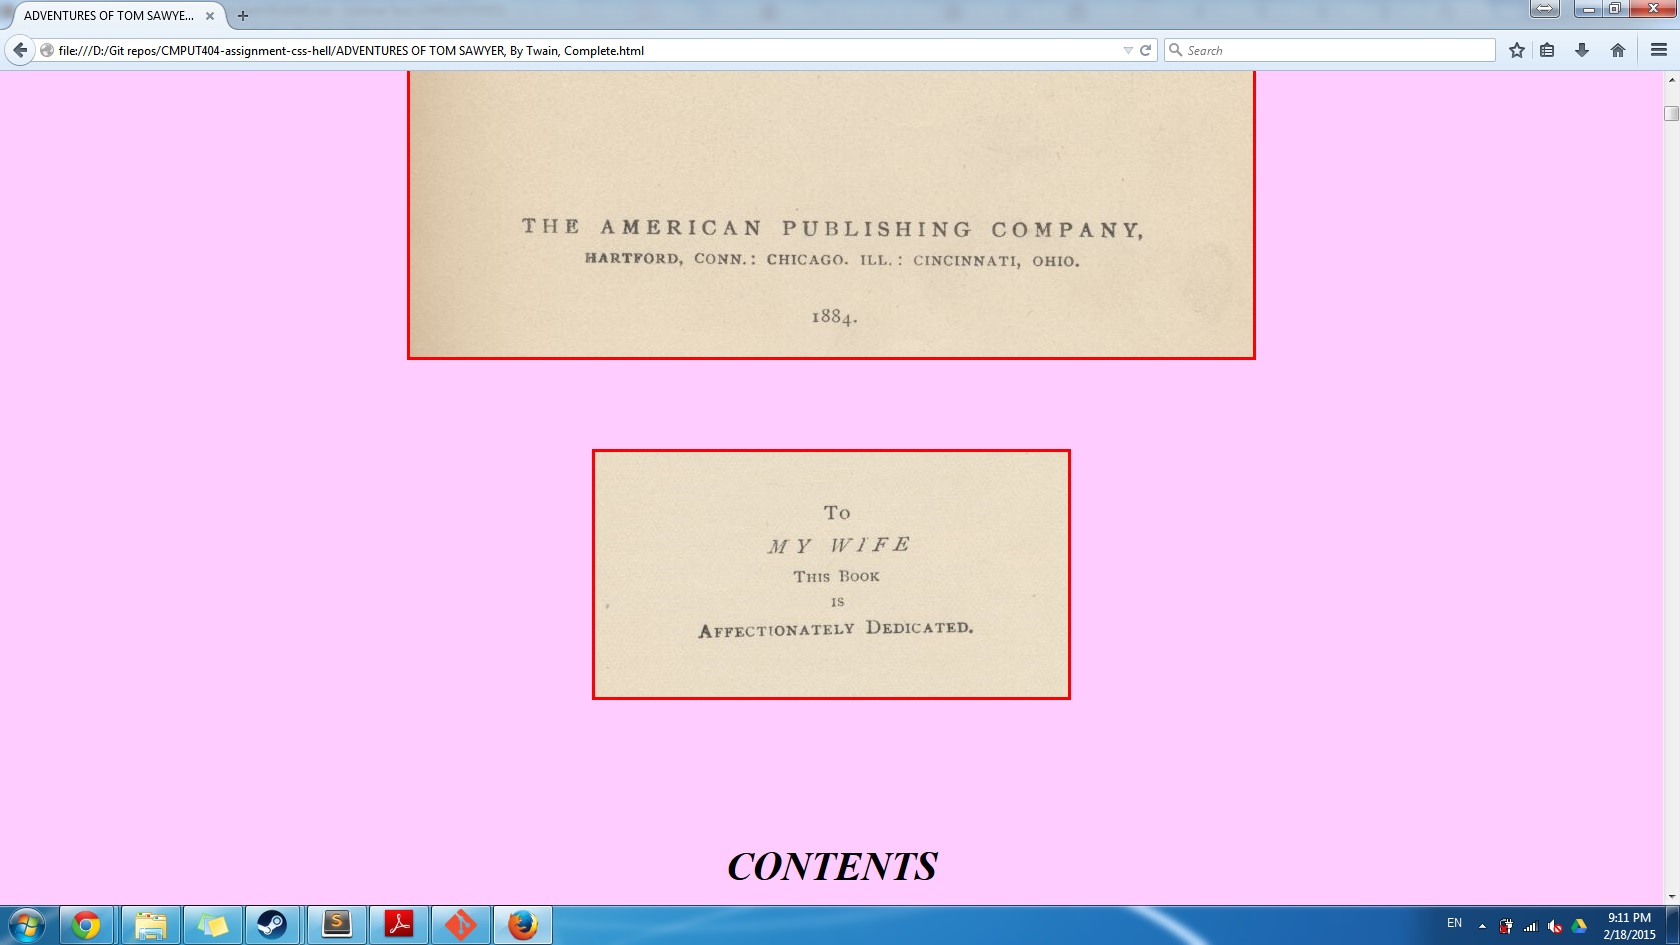 ADVENTURES OF TOM SAWYE...
file:///D:/Git repos/CMPUT404-assignment-css-hell/ADVENTURES OF TOM SAWYER, By Twain, Complete.html
Search
THE AMERICAN PUBLISHING COMPANY,
HARTFORD, CONN.: CHICAGO. ILL.: CINCINNATI, OHIO.
1884.
To
MY WIFE
THIS BOOK
IS
AFFECTIONATELY DEDICATED.
CONTENTS
EN
9:11 PM
2/18/2015